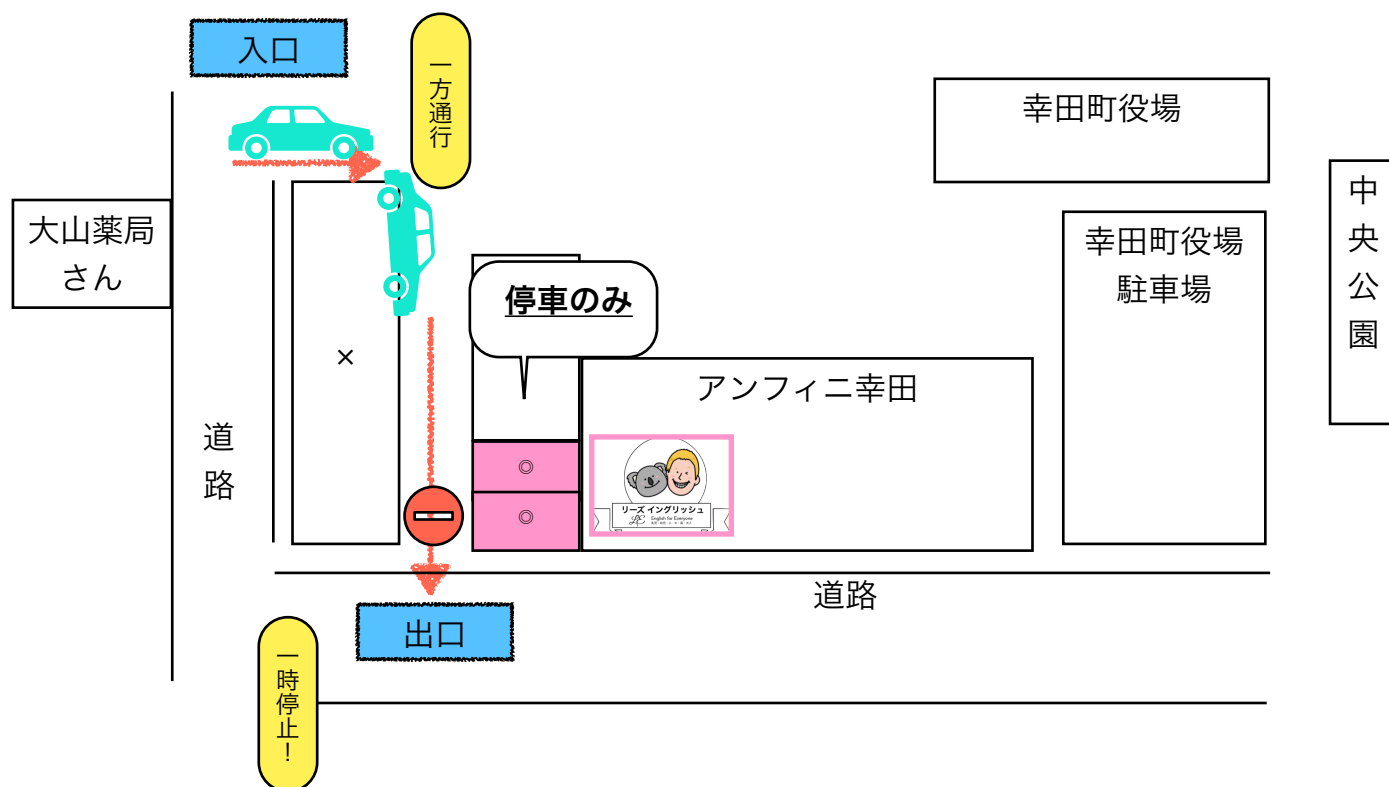 入口
一方通行
幸田町役場
中央公園
大山薬局
さん
幸田町役場
駐車場
停車のみ
×
アンフィニ幸田
道路
◎
◎
リーズ イングリッシュ
English for Everyone
道路
出口
一時停止!